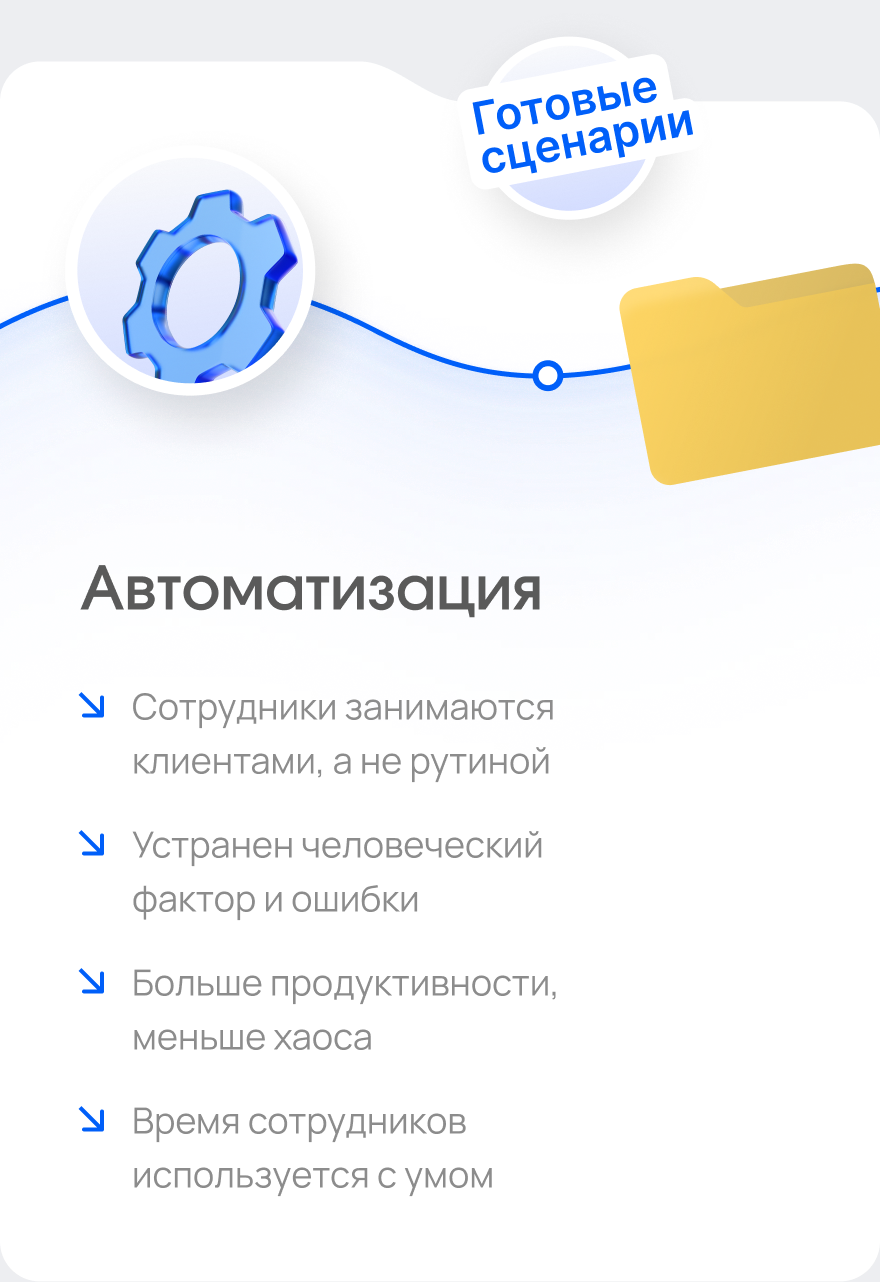 Готовые
сценарии
Автоматизация
Сотрудники занимаются
клиентами, а не рутиной
Устранен человеческий
фактор и ошибки
Больше продуктивности,
меньше хаоса
Время сотрудников
используется с умом